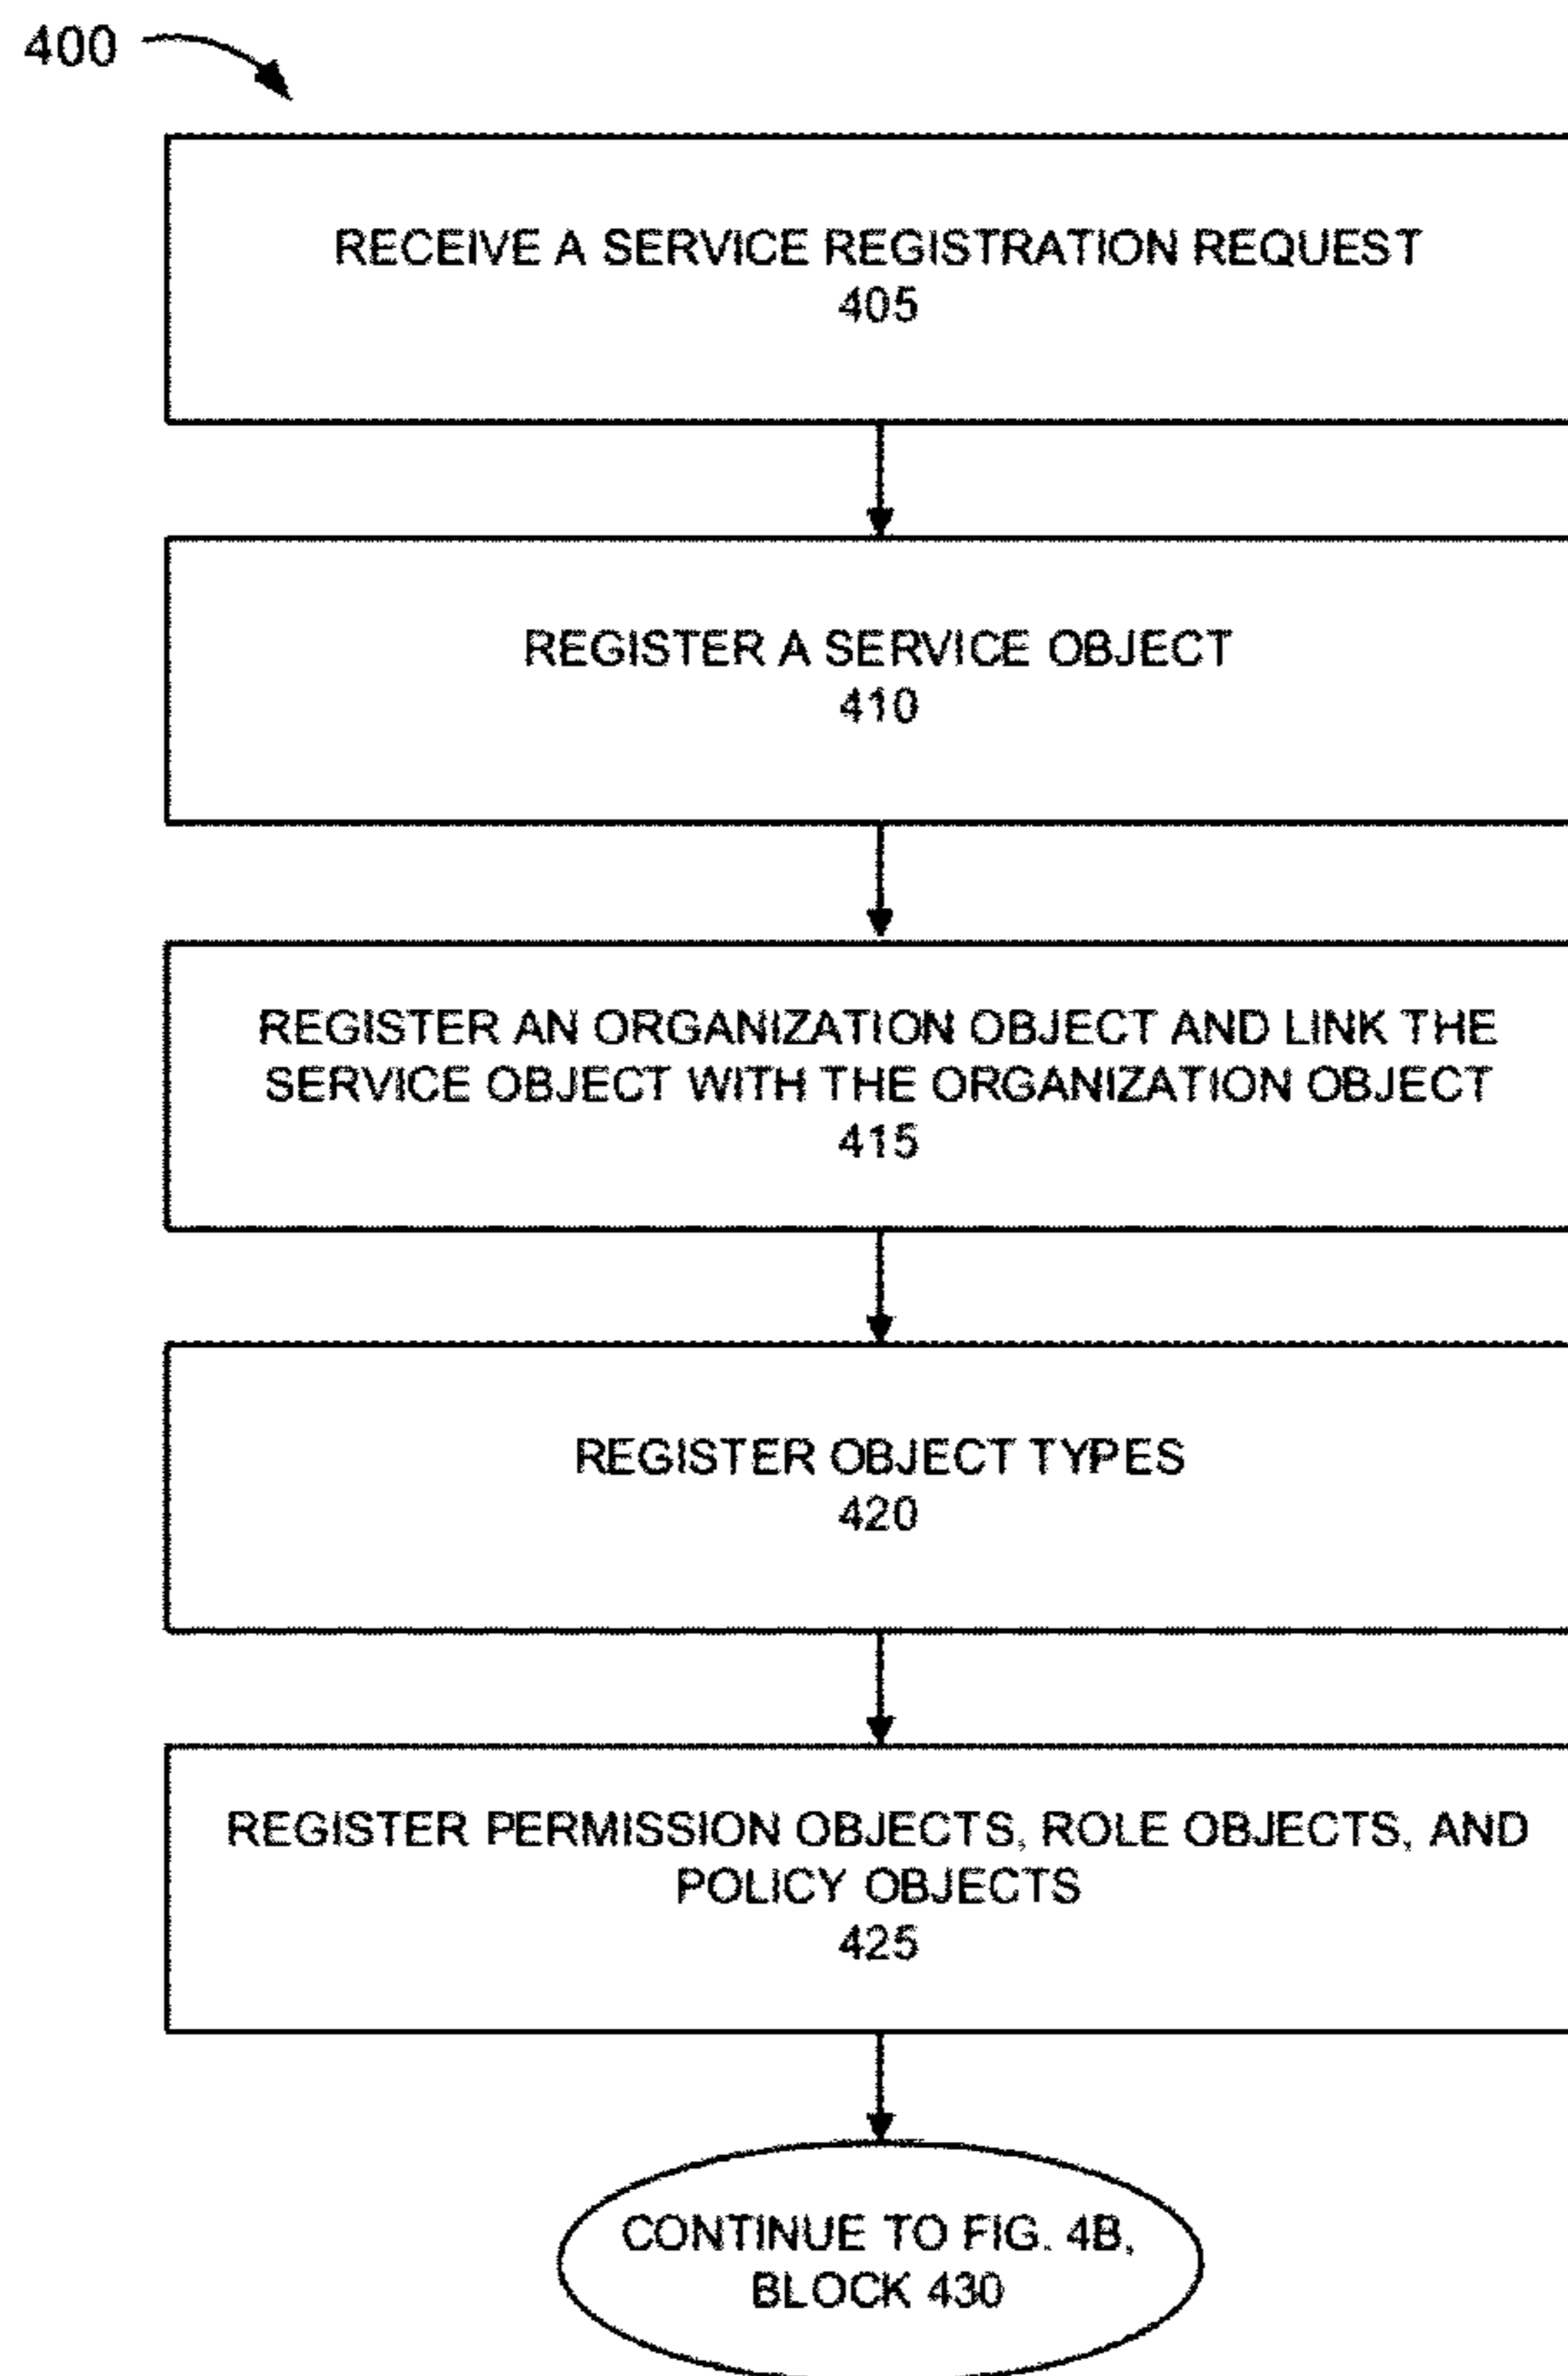 400
RECEIVE A SERVICE REGISTRATION REQUEST
405
REGISTER A SERVICE OBJECT
410
REGISTER AN ORGANIZATION OBJECT AND LINK THE
SERVICE OBJECT WITH THE ORGANIZATION OBJECT
415
REGISTER OBJECT TYPES
420
REGISTER PERMISSION OBJECTS, ROLE OBJECTS, AND
POLICY OBJECTS
425
CONTINUE TO FIG. 4B,
BLOCK 430